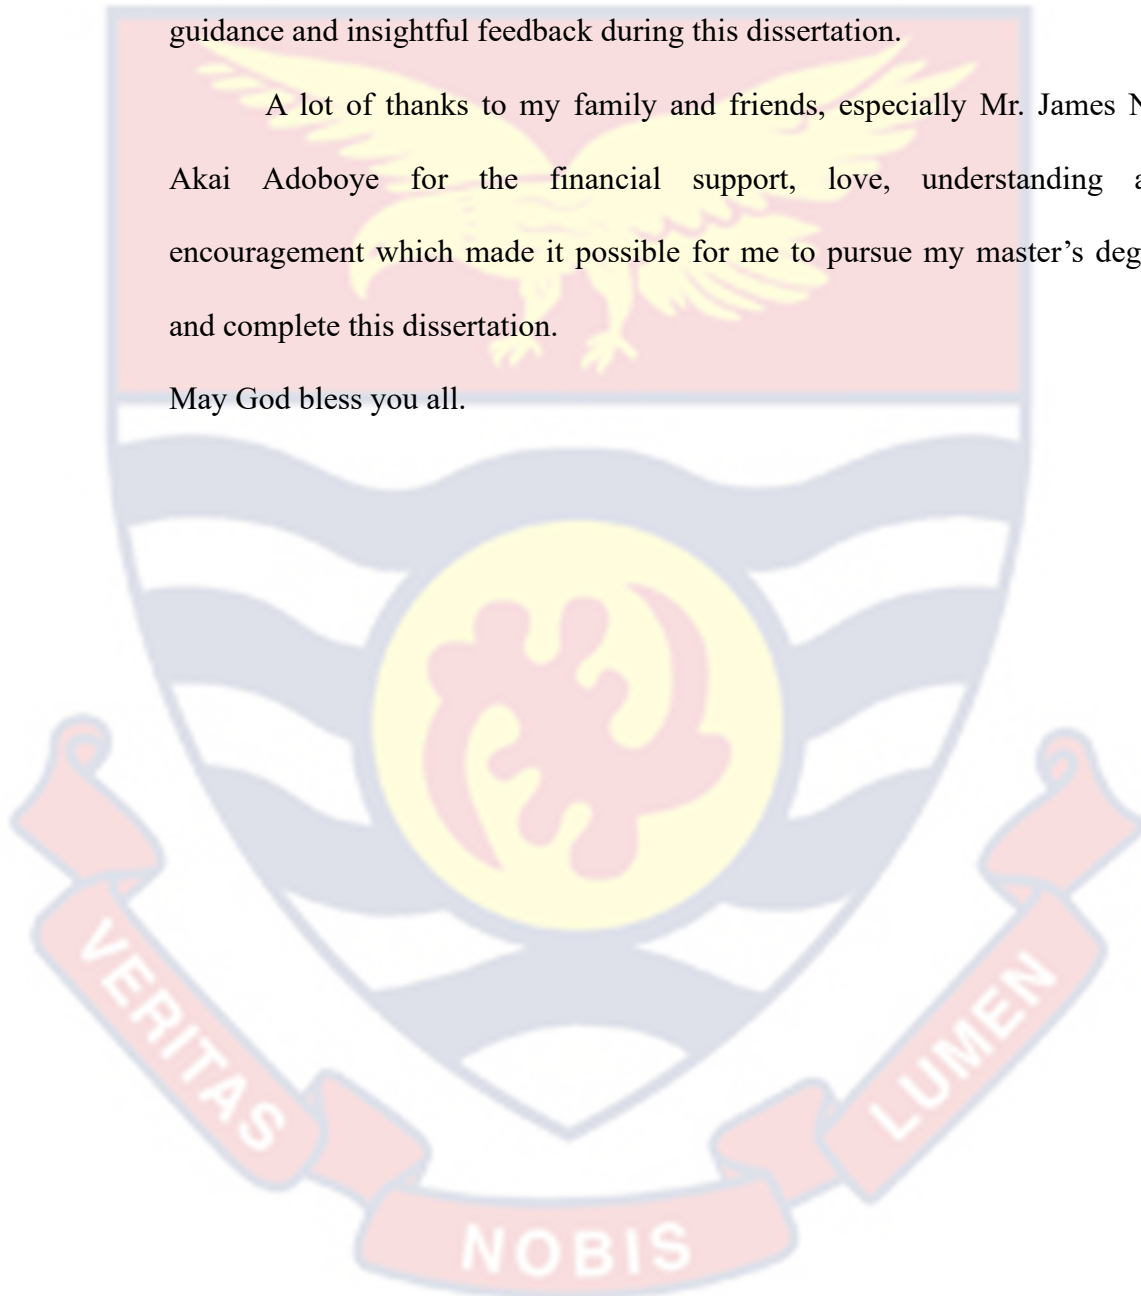 guidance and insightful feedback during this dissertation.
A lot of thanks to my family and friends, especially Mr. James
Akai Adoboye for the financial support, love, understanding
encouragement which made it possible for me to pursue my master’s
and complete this dissertation.
May God bless you all.
VERITAS
NOBIS
LUMEN